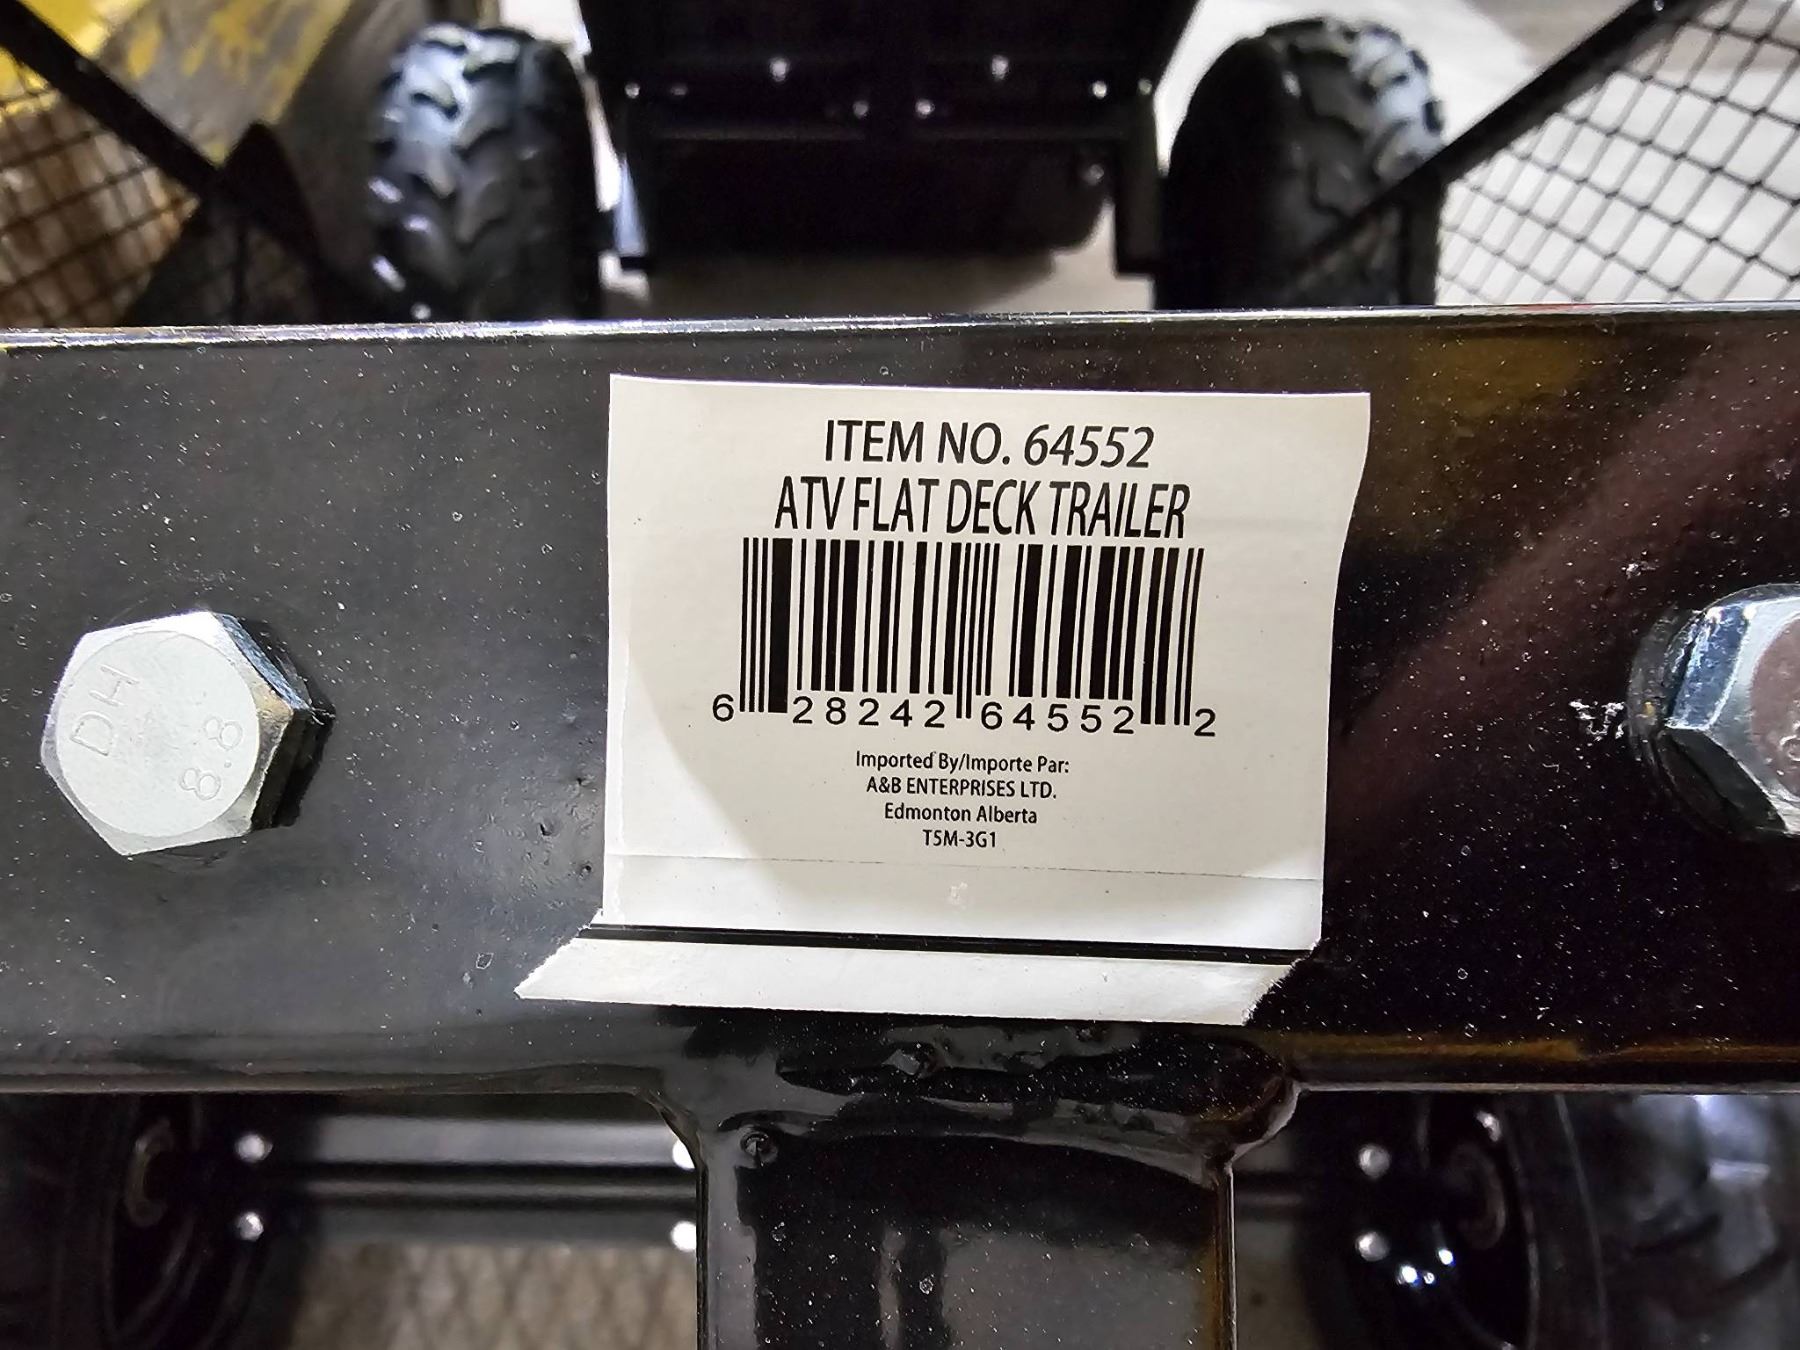 ITEM NO. 64552
ATV FLAT DECK TRAILER
6 28242 64552 2
Imported By/Importe Par:
A&B ENTERPRISES LTD.
Edmonton Alberta
T5M-3G1
DH
8.8